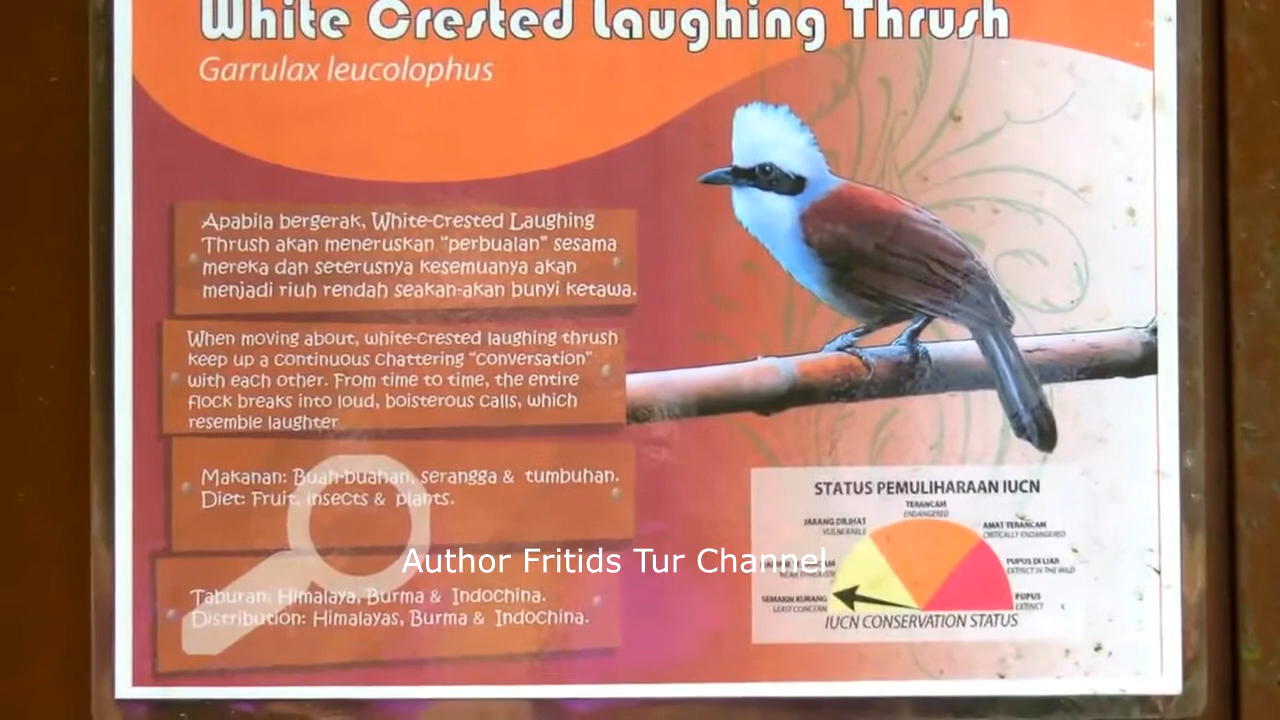 White Crested Laughing Thrush
Garrulax leucolophus
Apabila bergerak, White-Crested Laughing
Thrush akan meneruskan "perbualan" sesama
mereka dan seterusnya kesemuanya akan
menjadi riuh rendah seakan-akan bunyi ketawa.
When moving about, white-crested laughing thrush
keep up a continuous chattering "conversation"
with each other. From time to time, the entire
flock breaks into loud, boisterous calls, which
resemble laughter
Makanan: Buah-buahan, serangga & tumbuhan.
Diet: Fruit, insects & plants.
Author Fritids Tur Channel
Taburan: Himalaya, Burma & Indochina.
Distribution: Himalayas, Burma & Indochina.
STATUS PEMULIHARAAN IUCN
TERANCAM
ENDANGERED
JARANG DILIHAT
VULNERABLE
AMAT TERANCAM
CRITICALLY ENDANGERED
PUPUS DI LIAR
EXTINCT IN THE WILD
SEMAKIN KURANG
LEAST CONCERN
PUPUS
EXTINCT
IUCN CONSERVATION STATUS